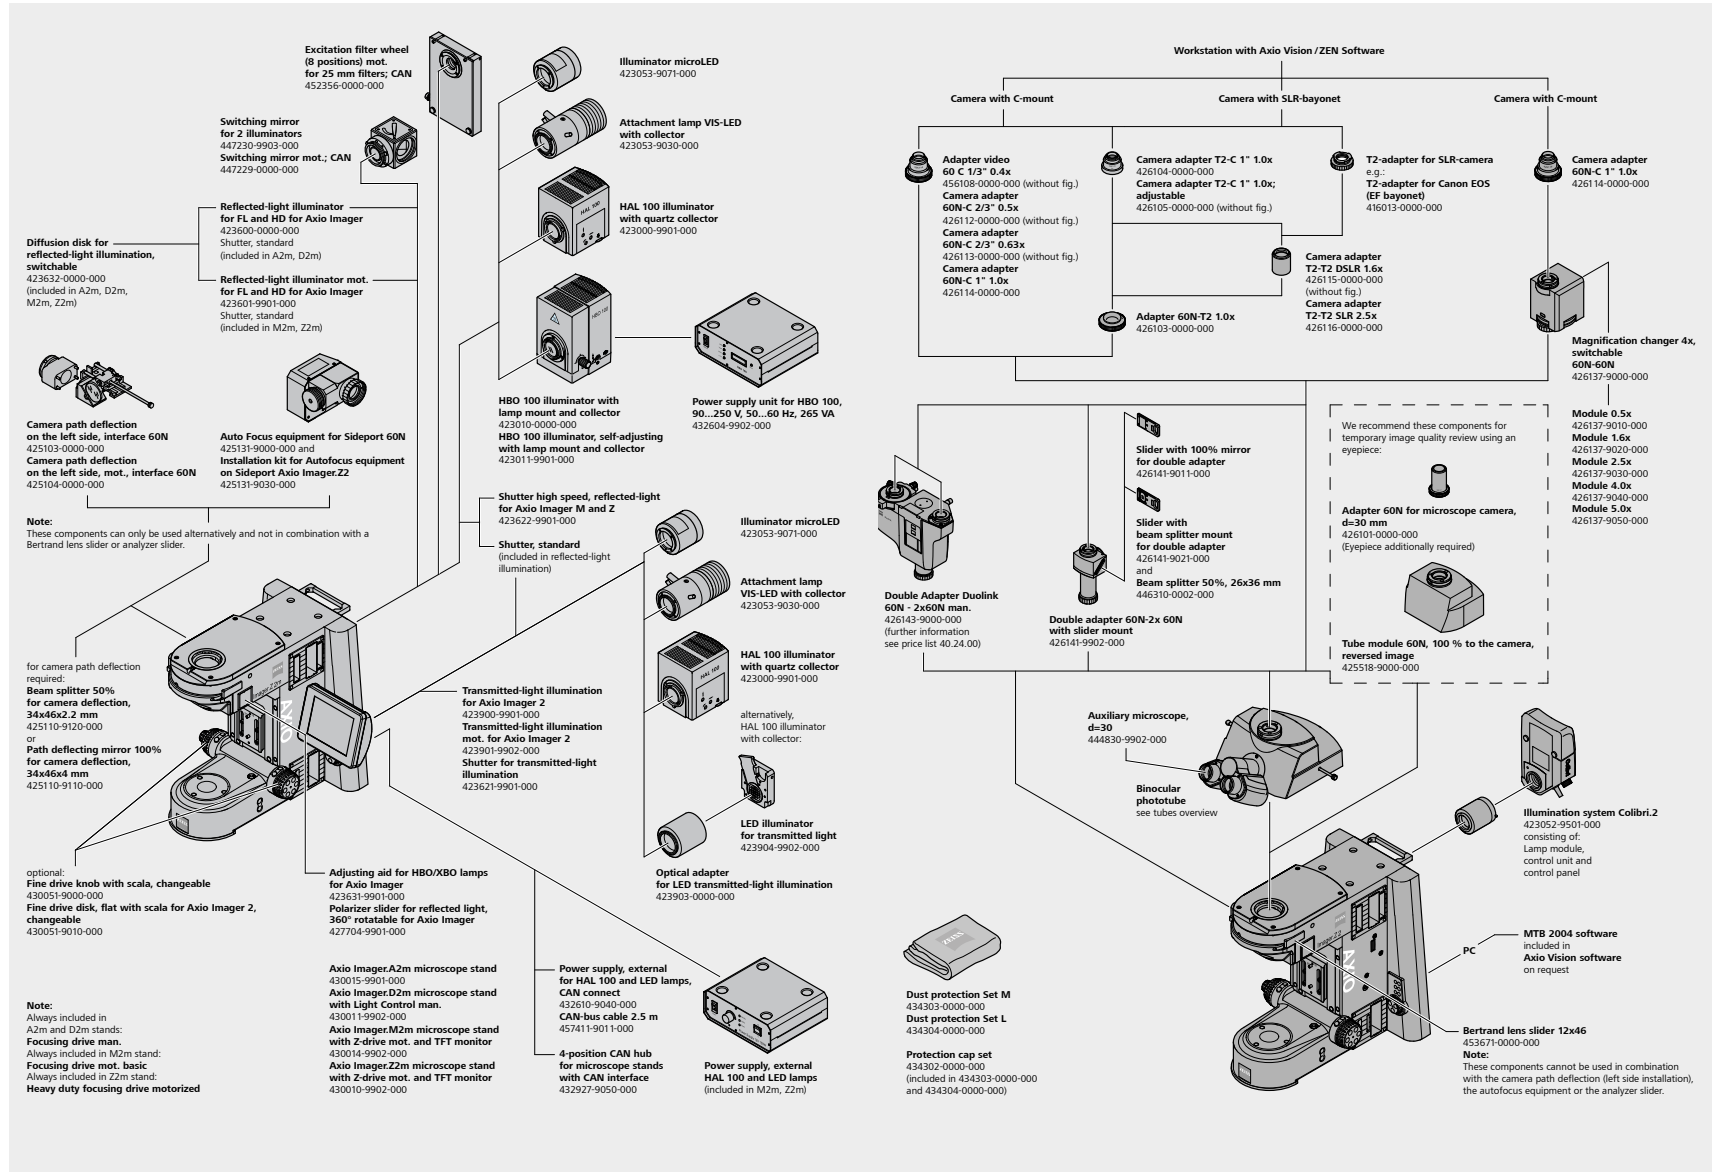 Excitation filter wheel
(8 positions) mot.
for 25 mm filters; CAN
452356-0000-000
Switching mirror
for 2 illuminators
447230-9903-000
Switching mirror mot.; CAN
447229-0000-000
Reflected-light illuminator
for FL and HD for Axio Imager
423600-0000-000
Shutter, standard
(included in A2m, D2m)
Diffusion disk for
reflected-light illumination,
switchable
423632-0000-000
(included in A2m, D2m,
M2m, Z2m)
Reflected-light illuminator mot.
for FL and HD for Axio Imager
423601-9901-000
Shutter, standard
(included in M2m, Z2m)
Illuminator microLED
423053-9071-000
Attachment lamp VIS-LED
with collector
423053-9030-000
HAL 100
HAL 100 illuminator
with quartz collector
423000-9901-000
HBO 100
HBO 100 illuminator with
lamp mount and collector
423010-0000-000
HBO 100 illuminator, self-adjusting
with lamp mount and collector
423011-9901-000
Power supply unit for HBO 100,
90...250 V, 50...60 Hz, 265 VA
432604-9902-000
Camera path deflection
on the left side, interface 60N
425103-0000-000
Camera path deflection
on the left side, mot., interface 60N
425104-0000-000
Auto Focus equipment for Sideport 60N
425131-9000-000 and
Installation kit for Autofocus equipment
on Sideport Axio Imager.Z2
425131-9030-000
Note:
These components can only be used alternatively and not in combination with a
Bertrand lens slider or analyzer slider.
Shutter high speed, reflected-light
for Axio Imager M and Z
423622-9901-000
Shutter, standard
(included in reflected-light
illumination)
Illuminator microLED
423053-9071-000
Attachment lamp
VIS-LED with collector
423053-9030-000
HAL 100
HAL 100 illuminator
with quartz collector
423000-9901-000
alternatively,
HAL 100 illuminator
with collector:
LED illuminator
for transmitted light
423904-9902-000
Optical adapter
for LED transmitted-light illumination
423903-0000-000
for camera path deflection
required:
Beam splitter 50%
for camera deflection,
34x46x2.2 mm
425110-9120-000
or
Path deflecting mirror 100%
for camera deflection,
34x46x4 mm
425110-9110-000
Imager.Z2m
AXIO
Transmitted-light illumination
for Axio Imager 2
423900-9901-000
Transmitted-light illumination
mot. for Axio Imager 2
423901-9902-000
Shutter for transmitted-light
illumination
423621-9901-000
optional:
Fine drive knob with scala, changeable
430051-9000-000
Fine drive disk, flat with scala for Axio Imager 2,
changeable
430051-9010-000
Adjusting aid for HBO/XBO lamps
for Axio Imager
423631-9901-000
Polarizer slider for reflected light,
360° rotatable for Axio Imager
427704-9901-000
Note:
Always included in
A2m and D2m stands:
Focusing drive man.
Always included in M2m stand:
Focusing drive mot. basic
Always included in Z2m stand:
Heavy duty focusing drive motorized
Axio Imager.A2m microscope stand
430015-9901-000
Axio Imager.D2m microscope stand
with Light Control man.
430011-9902-000
Axio Imager.M2m microscope stand
with Z-drive mot. and TFT monitor
430014-9902-000
Axio Imager.Z2m microscope stand
with Z-drive mot. and TFT monitor
430010-9902-000
Power supply, external
for HAL 100 and LED lamps,
CAN connect
432610-9040-000
CAN-bus cable 2.5 m
457411-9011-000
4-position CAN hub
for microscope stands
with CAN interface
432927-9050-000
Power supply, external
HAL 100 and LED lamps
(included in M2m, Z2m)
Workstation with Axio Vision / ZEN Software
Camera with C-mount
Camera with SLR-bayonet
Camera with C-mount
Adapter video
60 C 1/3" 0.4x
456108-0000-000 (without fig.)
Camera adapter
60N-C 2/3" 0.5x
426112-0000-000 (without fig.)
Camera adapter
60N-C 2/3" 0.63x
426113-0000-000 (without fig.)
Camera adapter
60N-C 1" 1.0x
426114-0000-000
Camera adapter T2-C 1" 1.0x
426104-0000-000
Camera adapter T2-C 1" 1.0x;
adjustable
426105-0000-000 (without fig.)
T2-adapter for SLR-camera
e.g.:
T2-adapter for Canon EOS
(EF bayonet)
416013-0000-000
Camera adapter
60N-C 1" 1.0x
426114-0000-000
Camera adapter
T2-T2 DSLR 1.6x
426115-0000-000
(without fig.)
Camera adapter
T2-T2 SLR 2.5x
426116-0000-000
Adapter 60N-T2 1.0x
426103-0000-000
Magnification changer 4x,
switchable
60N-60N
426137-9000-000
Module 0.5x
426137-9010-000
Module 1.6x
426137-9020-000
Module 2.5x
426137-9030-000
Module 4.0x
426137-9040-000
Module 5.0x
426137-9050-000
Slider with 100% mirror
for double adapter
426141-9011-000
Slider with
beam splitter mount
for double adapter
426141-9021-000
and
Beam splitter 50%, 26x36 mm
446310-0002-000
We recommend these components for
temporary image quality review using an
eyepiece:
Adapter 60N for microscope camera,
d=30 mm
426101-0000-000
(Eyepiece additionally required)
Tube module 60N, 100 % to the camera,
reversed image
425518-9000-000
Double Adapter Duolink
60N - 2x60N man.
426143-9000-000
(further information
see price list 40.24.00)
Double adapter 60N-2x 60N
with slider mount
426141-9902-000
Auxiliary microscope,
d=30
444830-9902-000
Binocular
phototube
see tubes overview
Illumination system Colibri.2
423052-9501-000
consisting of:
Lamp module,
control unit and
control panel
Imager.Z2
AXIO
PC
MTB 2004 software
included in
Axio Vision software
on request
ZEISS
Dust protection Set M
434303-0000-000
Dust protection Set L
434304-0000-000
Protection cap set
434302-0000-000
(included in 434303-0000-000
and 434304-0000-000)
Bertrand lens slider 12x46
453671-0000-000
Note:
These components cannot be used in combination
with the camera path deflection (left side installation),
the autofocus equipment or the analyzer slider.